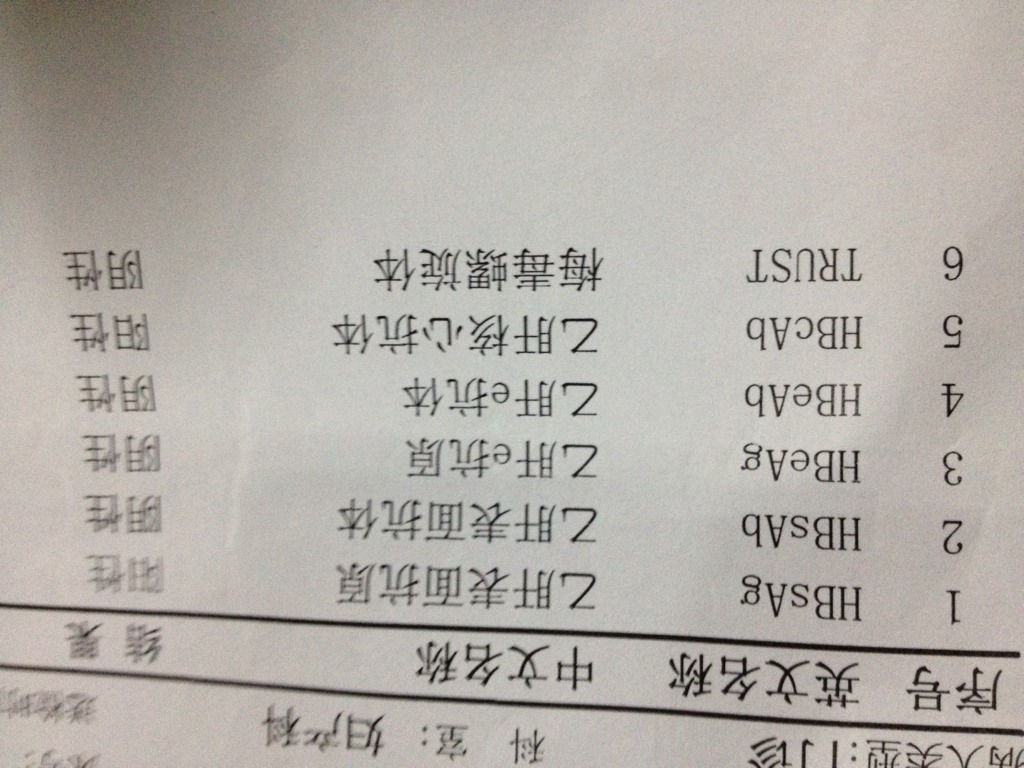 病人类型:门诊 科 室: 妇产科 送检时
序号 英文名称 中文名称 结 果
1 HBsAg 乙肝表面抗原 阳性
2 HBsAb 乙肝表面抗体 阴性
3 HBeAg 乙肝e抗原 阴性
4 HBeAb 乙肝e抗体 阴性
5 HBcAb 乙肝核心抗体 阳性
6 TRUST 梅毒螺旋体 阴性